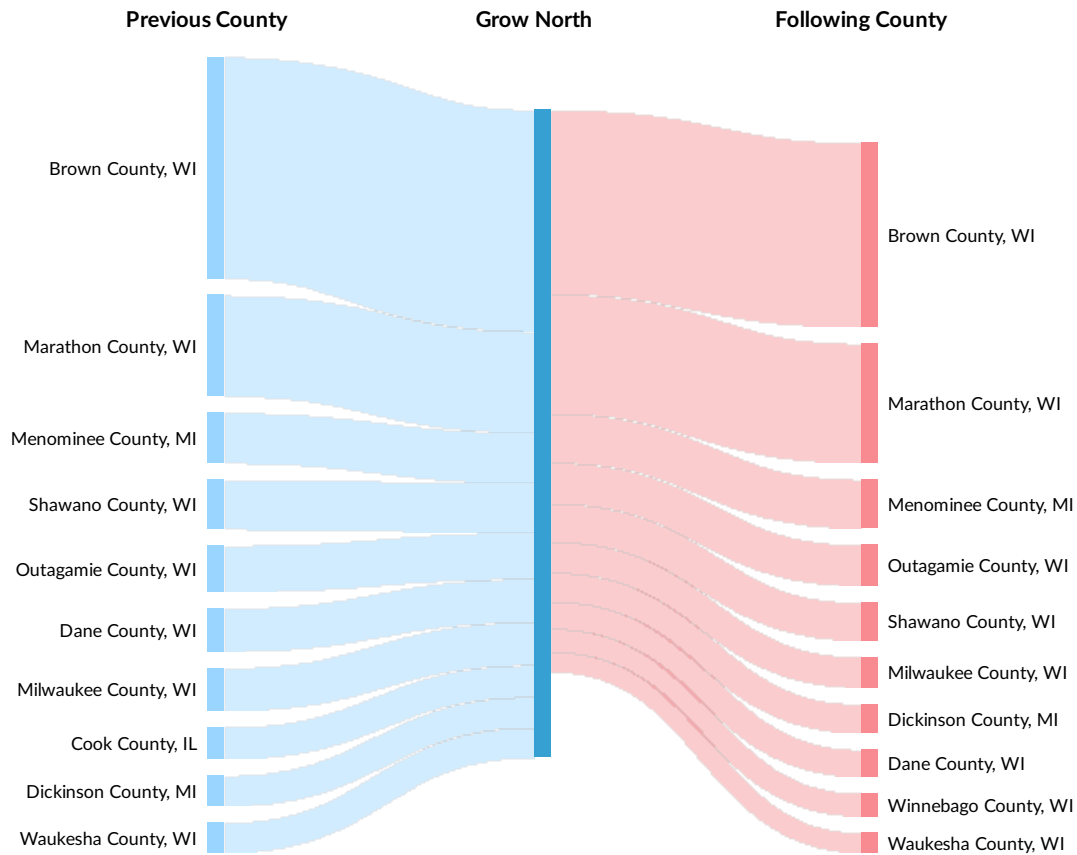 Previous County
Grow North
Following County
Brown County, WI
Marathon County, WI
Menominee County, MI
Shawano County, WI
Outagamie County, WI
Dane County, WI
Milwaukee County, WI
Cook County, IL
Dickinson County, MI
Waukesha County, WI
Brown County, WI
Marathon County, WI
Menominee County, MI
Outagamie County, WI
Shawano County, WI
Milwaukee County, WI
Dickinson County, MI
Dane County, WI
Winnebago County, WI
Waukesha County, WI